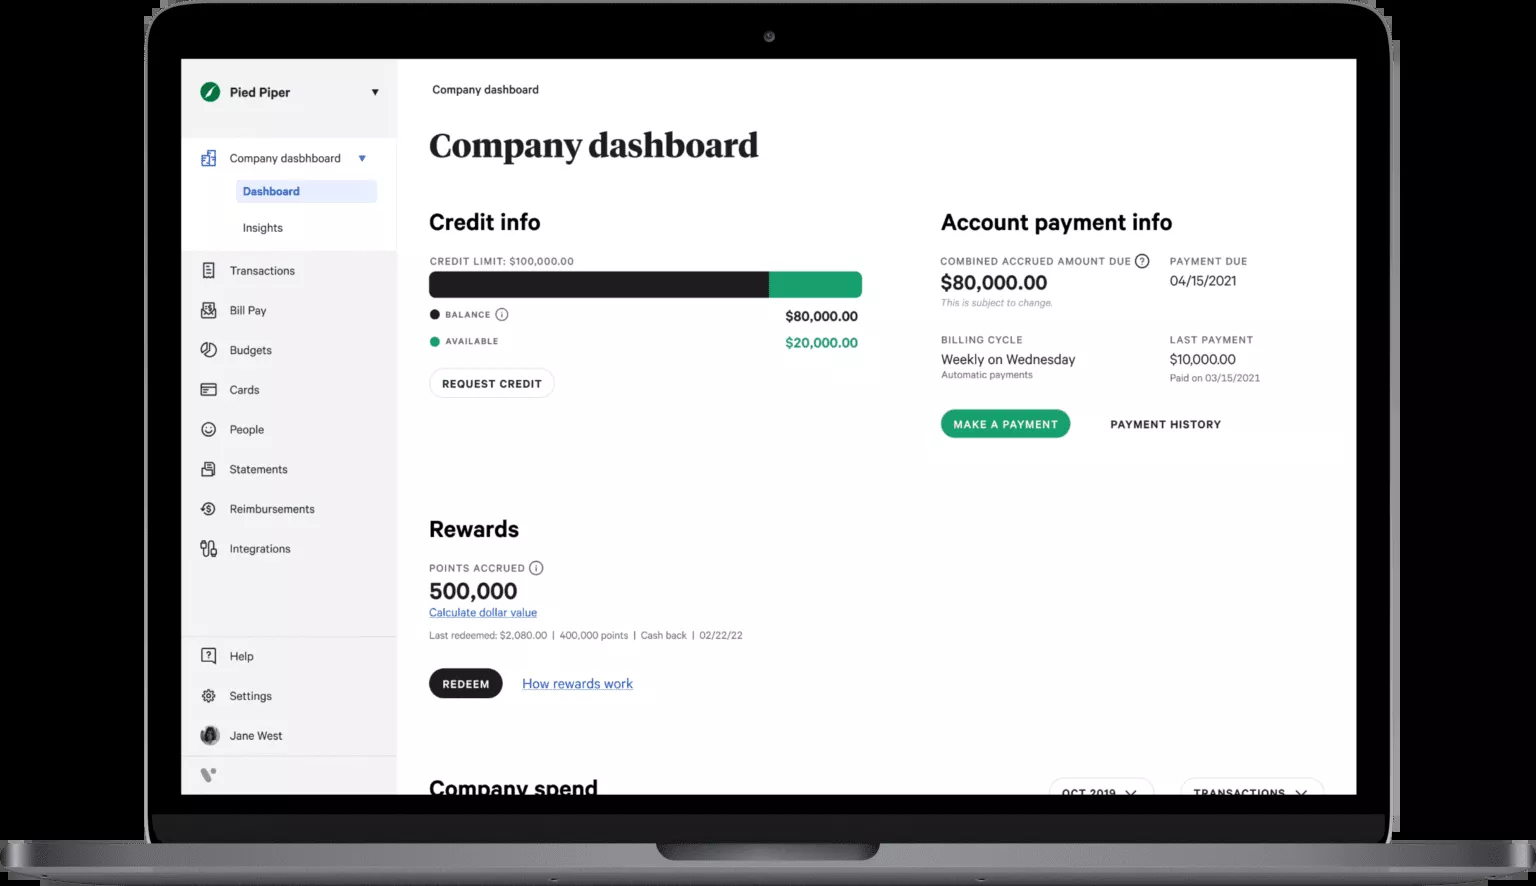 Pied Piper
Company dasbhboard
Dashboard
Insights
Transactions
Bill Pay
Budgets
Cards
People
Statements
Reimbursements
Integrations
Help
Settings
Jane West
Company dashboard
Company dashboard
Credit info
CREDIT LIMIT: $100,000.00
BALANCE $80,000.00
AVAILABLE $20,000.00
REQUEST CREDIT
Account payment info
COMBINED ACCRUED AMOUNT DUE ? PAYMENT DUE
$80,000.00 04/15/2021
This is subject to change.
BILLING CYCLE LAST PAYMENT
Weekly on Wednesday $10,000.00
Automatic payments Paid on 03/15/2021
MAKE A PAYMENT PAYMENT HISTORY
Rewards
POINTS ACCRUED
500,000
Calculate dollar value
Last redeemed: $2,080.00 | 400,000 points | Cash back | 02/22/22
REDEEM How rewards work
Company spend OCT 2019 TRANSACTIONS